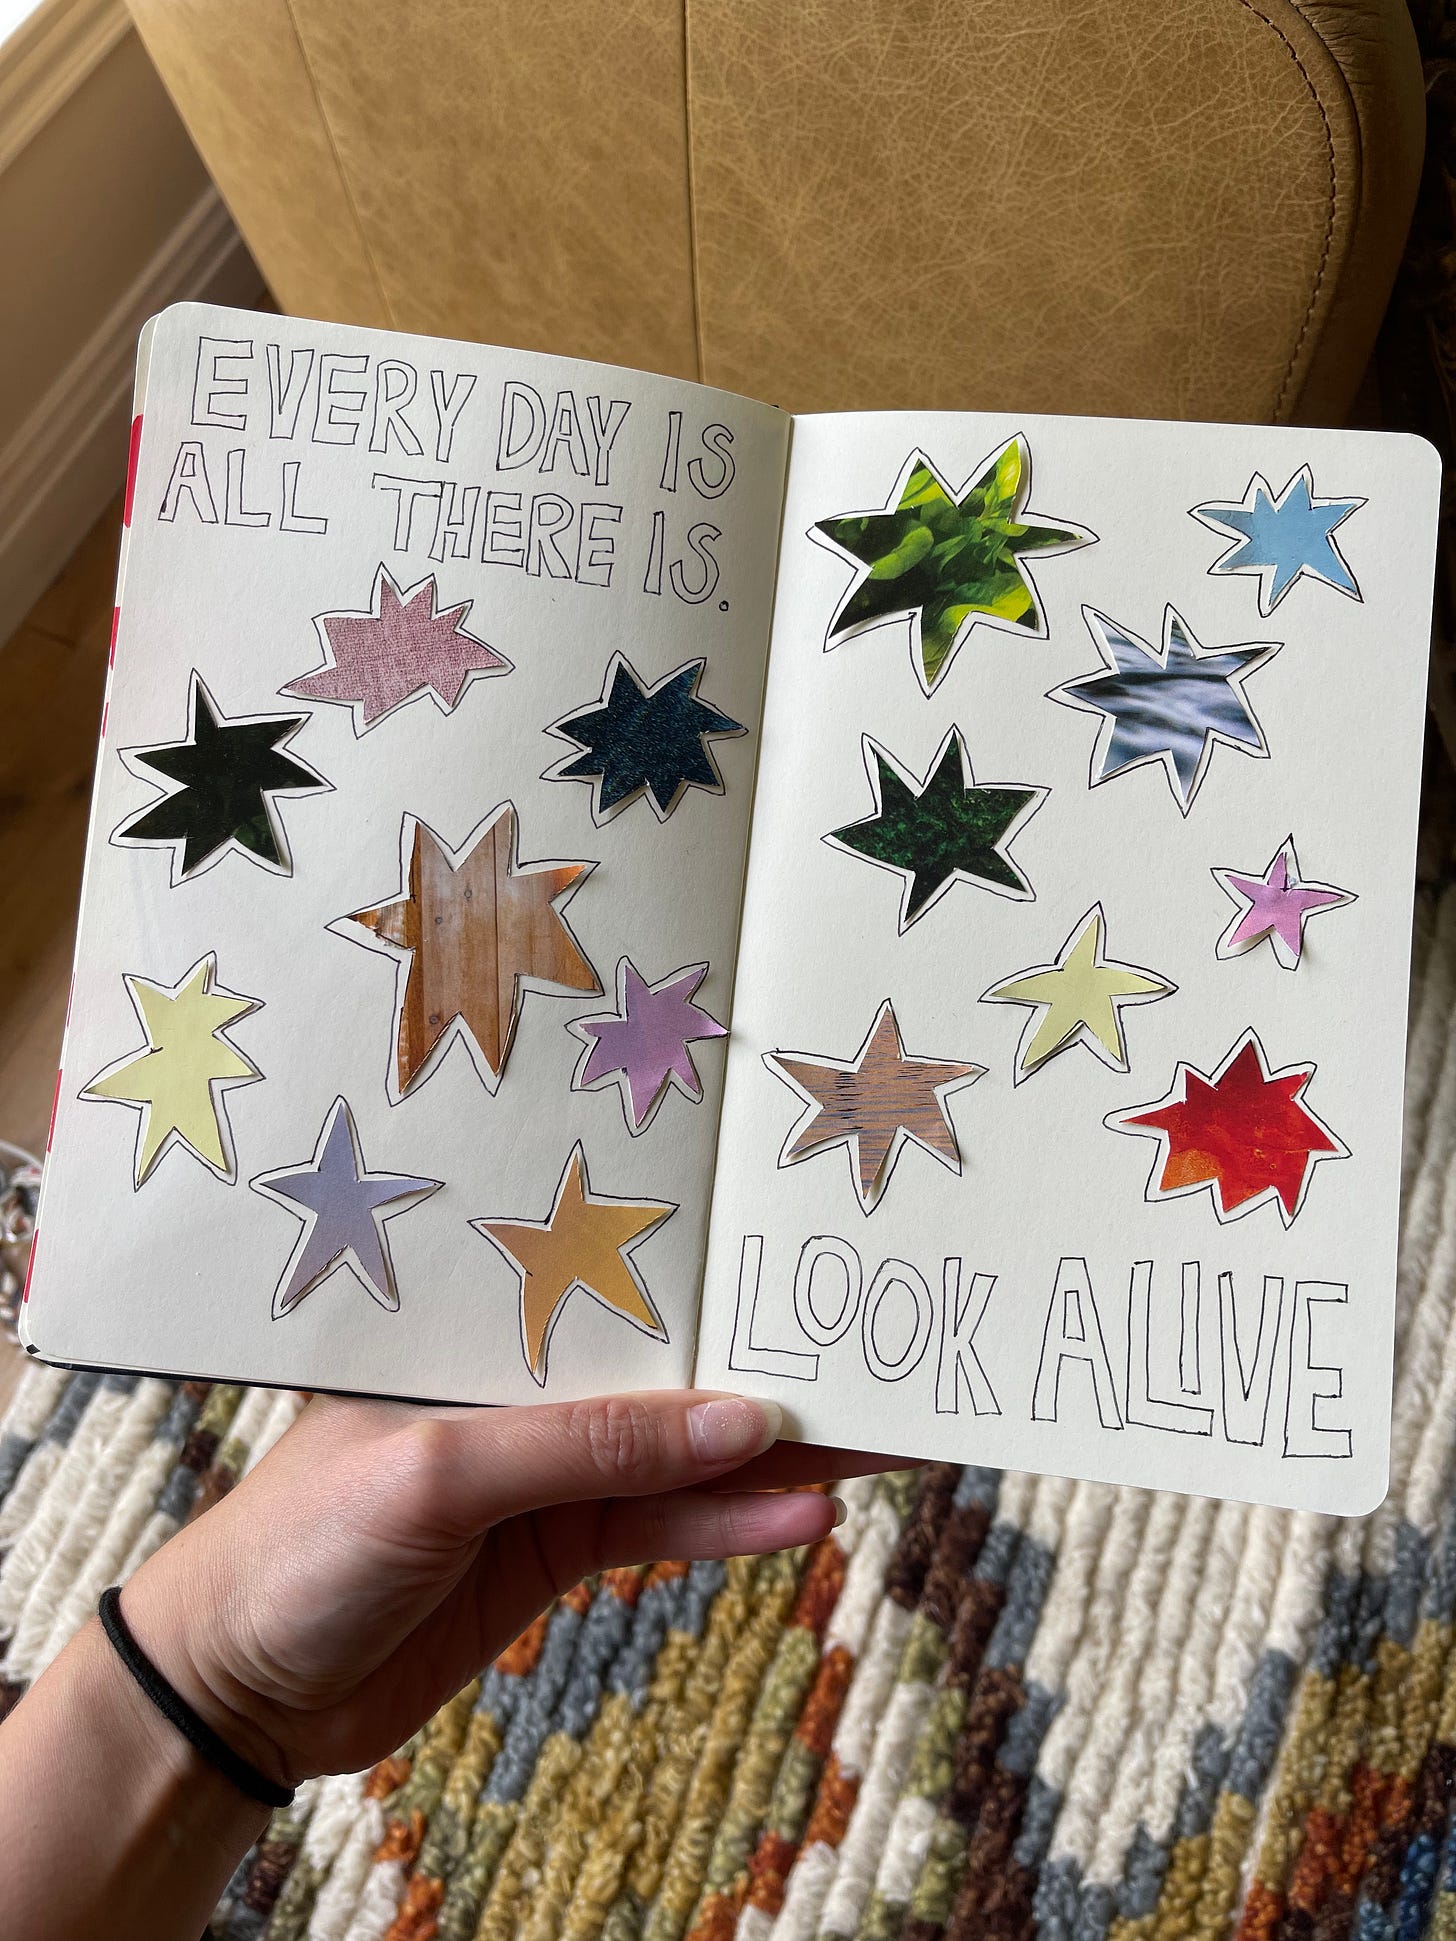 EVERY DAY IS
ALL THERE IS.
LOOK ALIVE